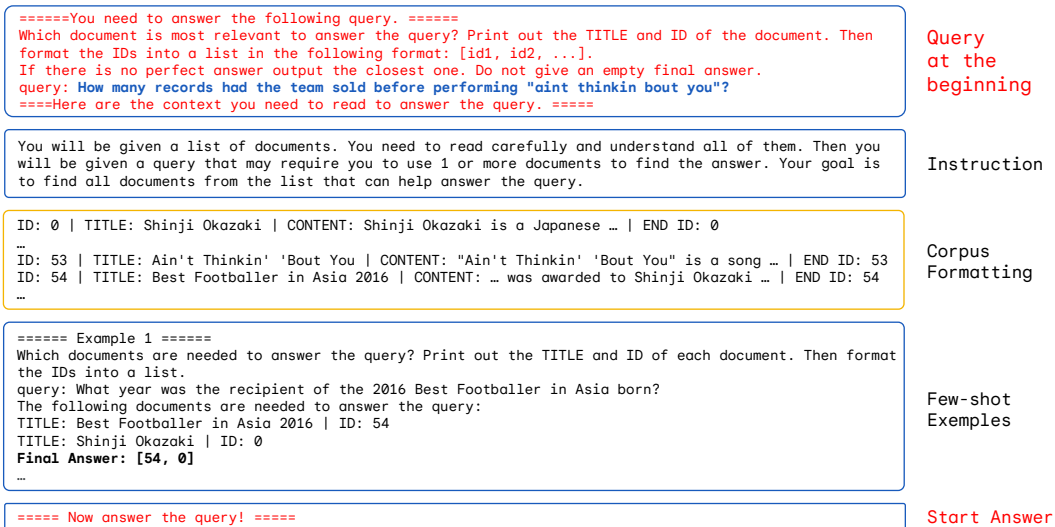 ======You need to answer the following query. ======
Which document is most relevant to answer the query? Print out the TITLE and ID of the document. Then
format the IDs into a list in the following format: [id1, id2, ...].
If there is no perfect answer output the closest one. Do not give an empty final answer.
query: How many records had the team sold before performing "aint thinkin bout you"?
====Here are the context you need to read to answer the query. =====
Query
at the
beginning
You will be given a list of documents. You need to read carefully and understand all of them. Then you
will be given a query that may require you to use 1 or more documents to find the answer. Your goal is
to find all documents from the list that can help answer the query.
Instruction
ID: 0 | TITLE: Shinji Okazaki | CONTENT: Shinji Okazaki is a Japanese … | END ID: 0
…
ID: 53 | TITLE: Ain't Thinkin' 'Bout You | CONTENT: "Ain't Thinkin' 'Bout You" is a song … | END ID: 53
ID: 54 | TITLE: Best Footballer in Asia 2016 | CONTENT: … was awarded to Shinji Okazaki … | END ID: 54
…
Corpus
Formatting
====== Example 1 ======
Which documents are needed to answer the query? Print out the TITLE and ID of each document. Then format
the IDs into a list.
query: What year was the recipient of the 2016 Best Footballer in Asia born?
The following documents are needed to answer the query:
TITLE: Best Footballer in Asia 2016 | ID: 54
TITLE: Shinji Okazaki | ID: 0
Final Answer: [54, 0]
…
Few-shot
Exemples
===== Now answer the query! =====
Start Answer